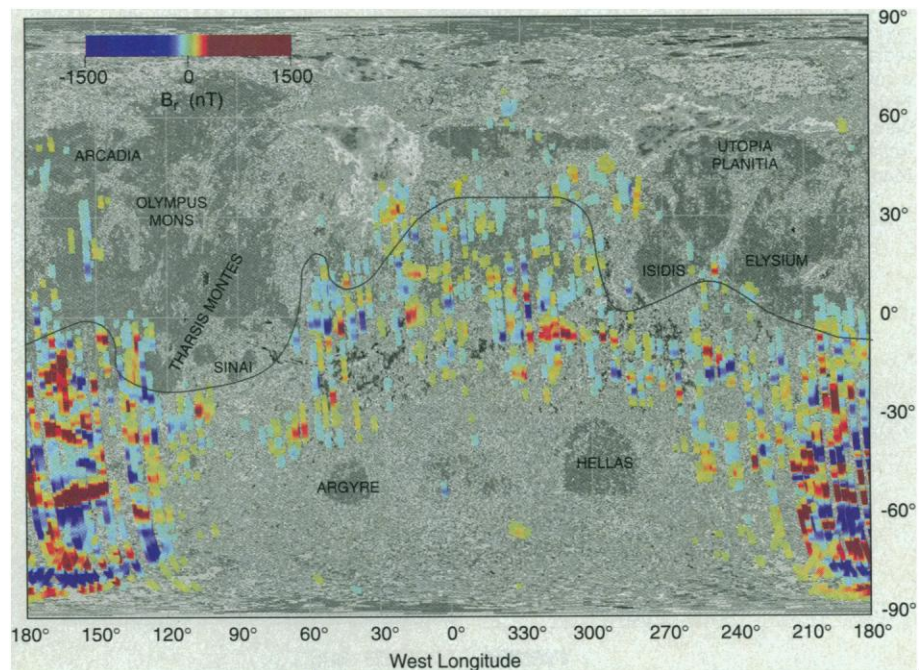 90°
-1500 0 1500
Br (nT)
60°
ARCADIA
UTOPIA
PLANITIA
OLYMPUS
MONS
30°
THARSIS MONTES
ISIDIS
ELYSIUM
0°
SINAI
-30°
ARGYRE
HELLAS
-60°
-90°
180° 150° 120° 90° 60° 30° 0° 330° 300° 270° 240° 210° 180°
West Longitude